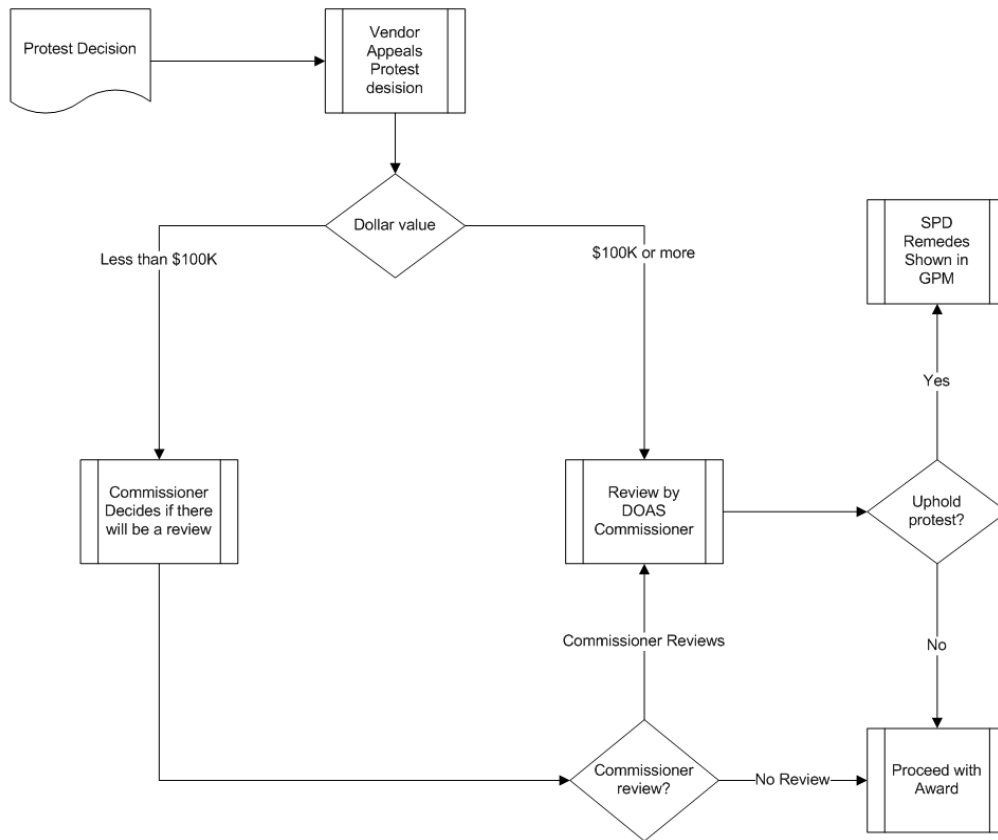 Protest Decision
Vendor
Appeals
Protest
desision
Dollar value
Less than $100K
$100K or more
SPD
Remedes
Shown in
GPM
Yes
Commissioner
Decides if there
will be a review
Review by
DOAS
Commissioner
Uphold
protest?
Commissioner Reviews
No
Commissioner
review?
No Review
Proceed with
Award